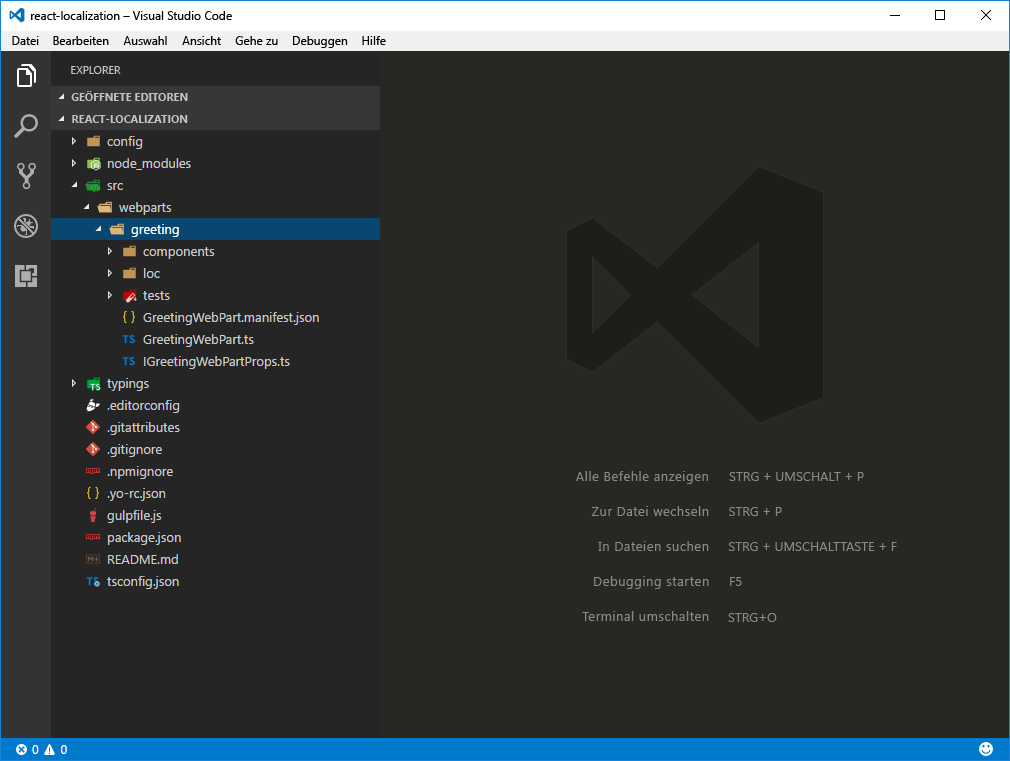 react-localization – Visual Studio Code
Datei Bearbeiten Auswahl Ansicht Gehe zu Debuggen Hilfe
EXPLORER
GEÖFFNETE EDITOREN
REACT-LOCALIZATION
config
node_modules
src
webparts
greeting
components
loc
tests
{ } GreetingWebPart.manifest.json
TS GreetingWebPart.ts
TS IGreetingWebPartProps.ts
TS typings
.editorconfig
.gitattributes
.gitignore
.npmignore
{ } .yo-rc.json
gulpfile.js
package.json
README.md
TS tsconfig.json
Alle Befehle anzeigen STRG + UMSCHALT + P
Zur Datei wechseln STRG + P
In Dateien suchen STRG + UMSCHALTTASTE + F
Debugging starten F5
Terminal umschalten STRG+O
0 0